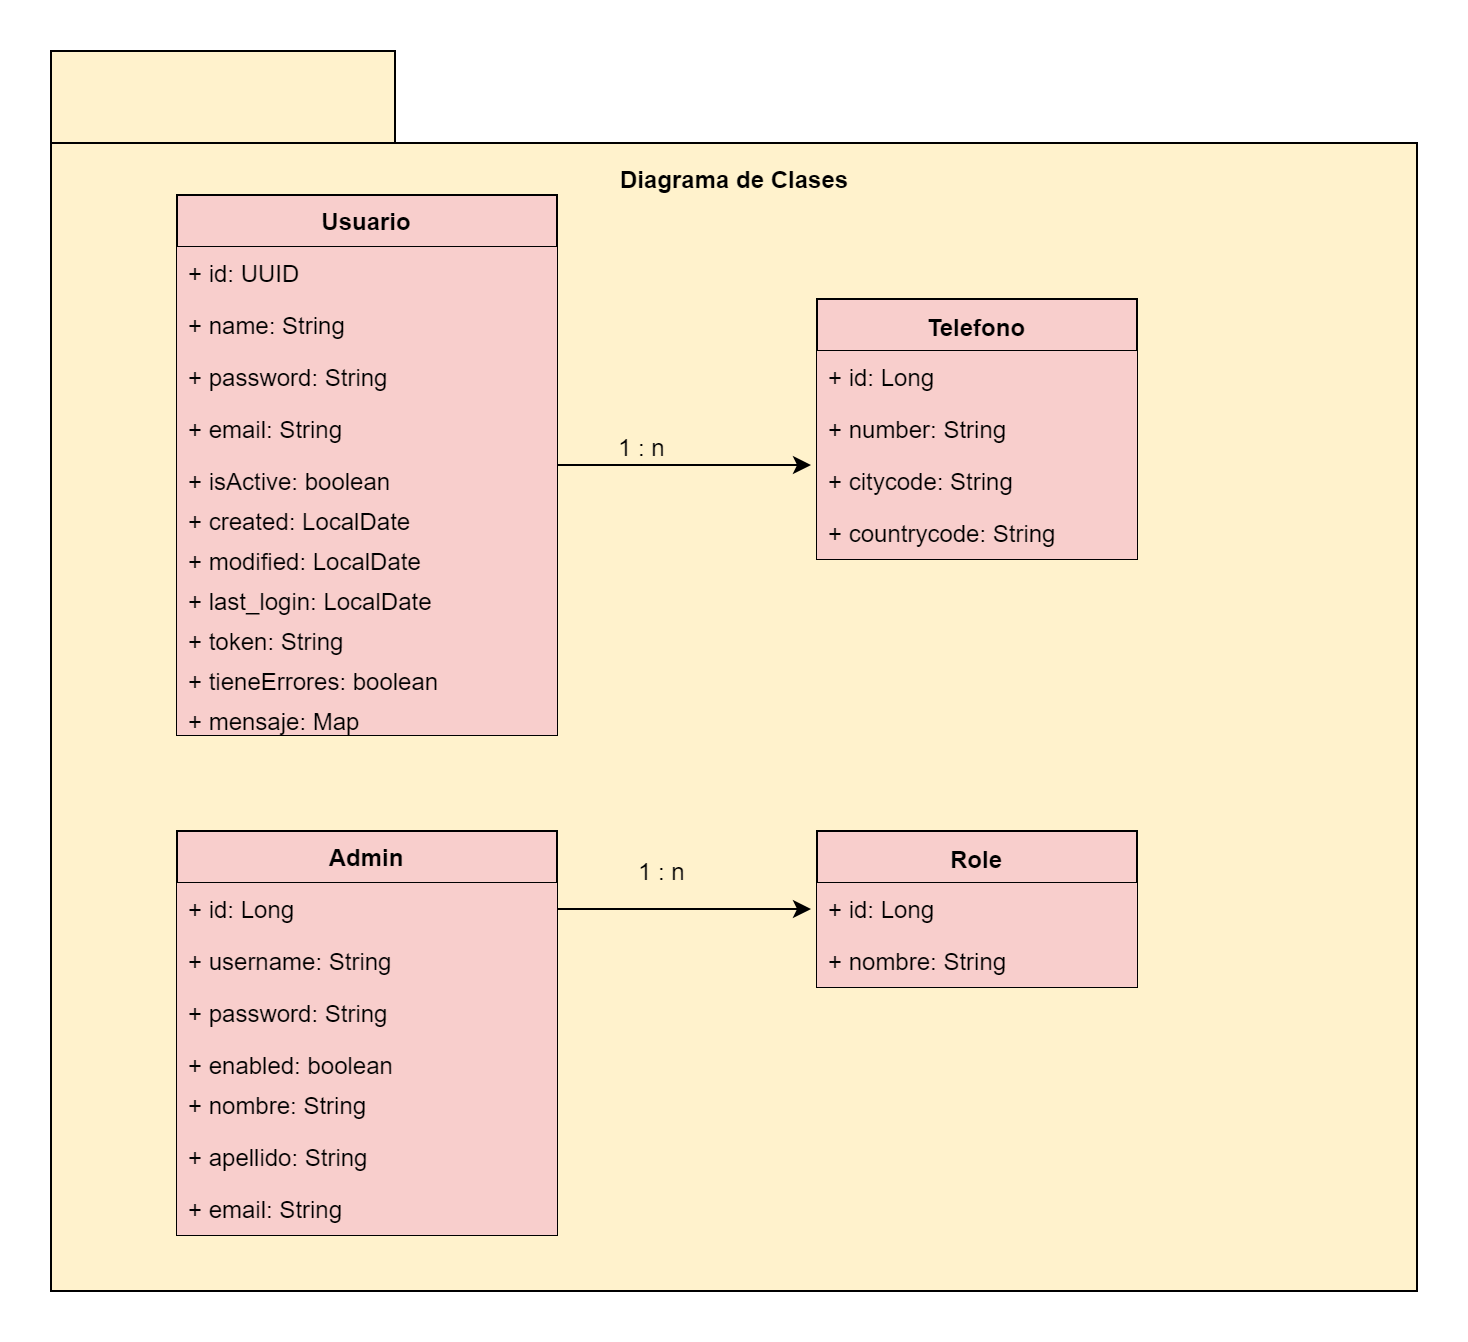 Diagrama de Clases
Usuario
+ id: UUID
+ name: String
+ password: String
+ email: String
+ isActive: boolean
+ created: LocalDate
+ modified: LocalDate
+ last_login: LocalDate
+ token: String
+ tieneErrores: boolean
+ mensaje: Map
1 : n
Telefono
+ id: Long
+ number: String
+ citycode: String
+ countrycode: String
Admin
+ id: Long
+ username: String
+ password: String
+ enabled: boolean
+ nombre: String
+ apellido: String
+ email: String
1 : n
Role
+ id: Long
+ nombre: String